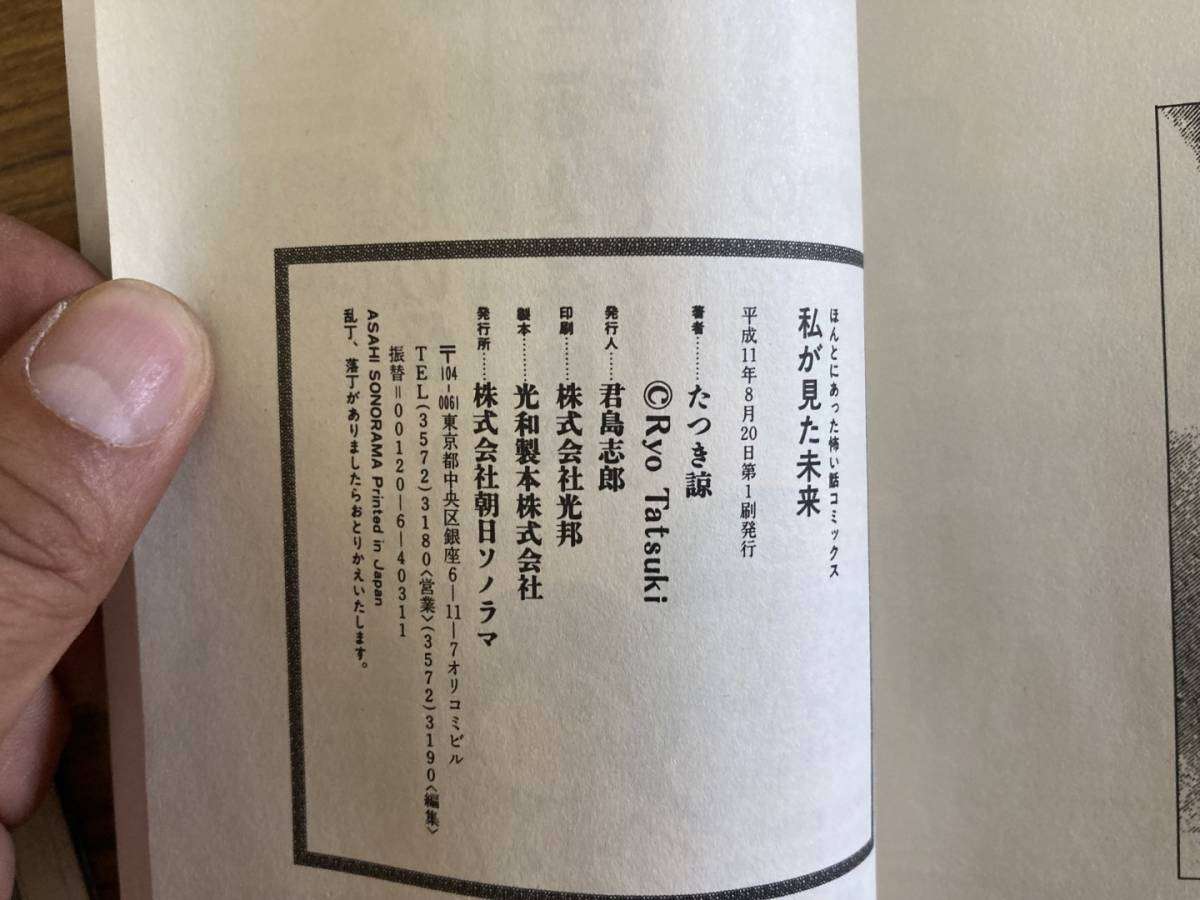 ほんとにあった怖い話コミックス
私が見た未来
平成11年8月20日第1刷発行
著者……たつき諒
©Ryo Tatsuki
発行人……君島志郎
印刷……株式会社光邦
製本……光和製本株式会社
発行所……株式会社朝日ソノラマ
〒104-0061東京都中央区銀座6-11-7オリコミビル
TEL(3572)3180〈営業〉(3572)3190〈編集〉
振替＝00120-6-40311
ASAHI SONORAMA Printed in Japan
乱丁、落丁がありましたらおとりかえいたします。